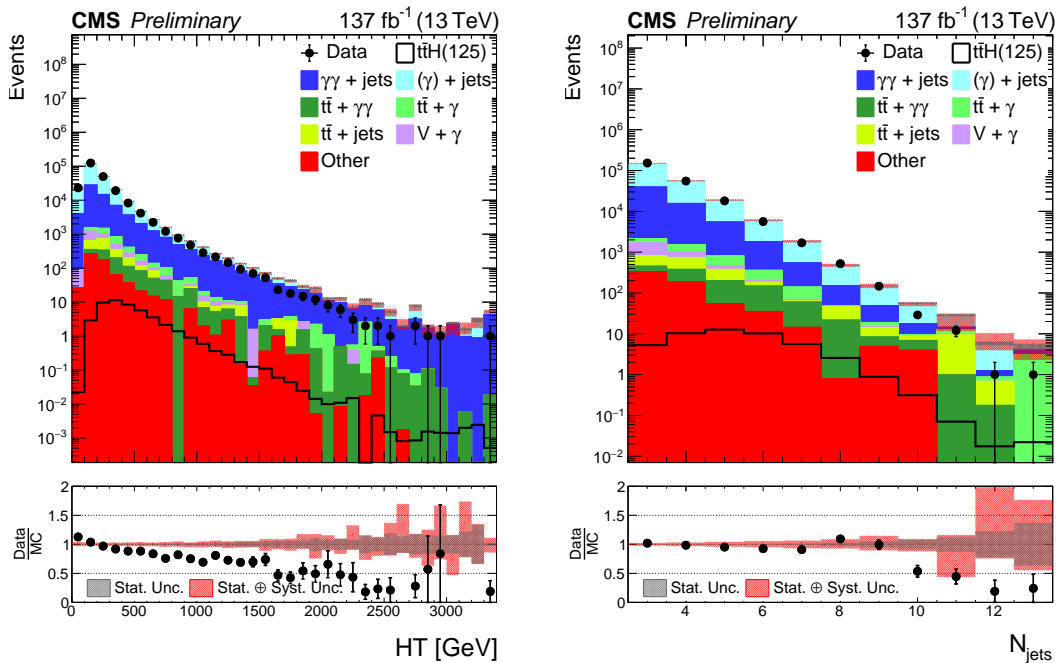 CMS Preliminary 137 fb⁻¹ (13 TeV)
Events
10⁸
10⁷
10⁶
10⁵
10⁴
10³
10²
10
1
10⁻¹
10⁻²
10⁻³
Data
tt̄H(125)
γγ + jets
(γ) + jets
tt̄ + γγ
tt̄ + γ
tt̄ + jets
V + γ
Other
Data/MC
2
1.5
1
0.5
0
Stat. Unc.
Stat. ⊕ Syst. Unc.
0 500 1000 1500 2000 2500 3000
HT [GeV]
CMS Preliminary 137 fb⁻¹ (13 TeV)
Events
10⁸
10⁷
10⁶
10⁵
10⁴
10³
10²
10
1
10⁻¹
10⁻²
Data
tt̄H(125)
γγ + jets
(γ) + jets
tt̄ + γγ
tt̄ + γ
tt̄ + jets
V + γ
Other
Data/MC
2
1.5
1
0.5
0
Stat. Unc.
Stat. ⊕ Syst. Unc.
4 6 8 10 12
N_jets